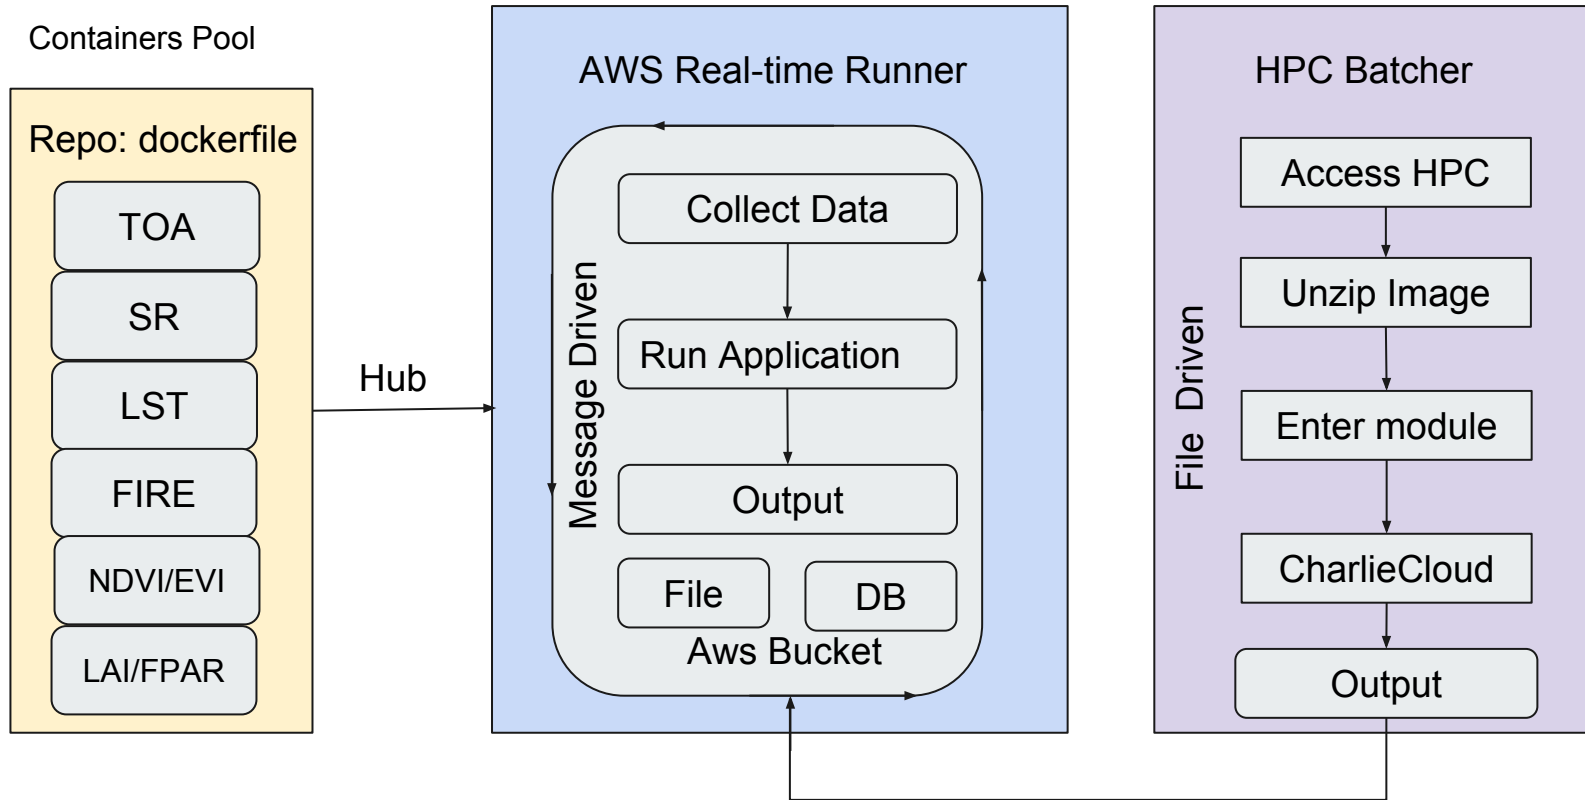 Containers Pool
Repo: dockerfile
TOA
SR
LST
FIRE
NDVI/EVI
LAI/FPAR
Hub
AWS Real-time Runner
Message Driven
Collect Data
Run Application
Output
File
DB
Aws Bucket
HPC Batcher
File Driven
Access HPC
Unzip Image
Enter module
CharlieCloud
Output